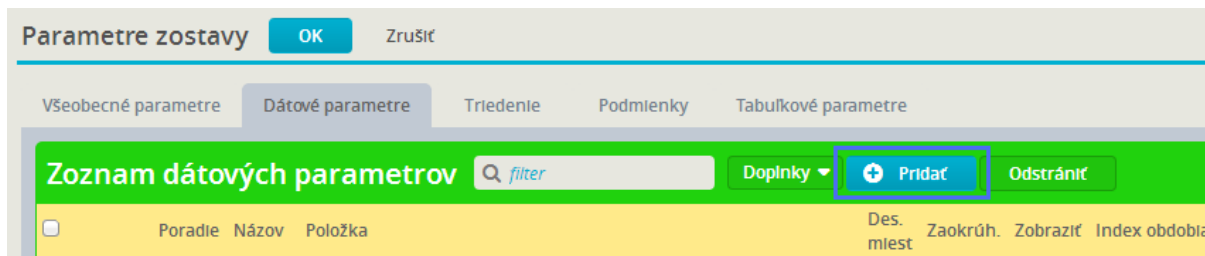 Parametre zostavy OK Zrušiť
Všeobecné parametre Dátové parametre Triedenie Podmienky Tabuľkové parametre
Zoznam dátových parametrov filter Doplnky Pridať Odstrániť
Poradie Názov Položka Des. miest Zaokrúh. Zobraziť Index obdobia